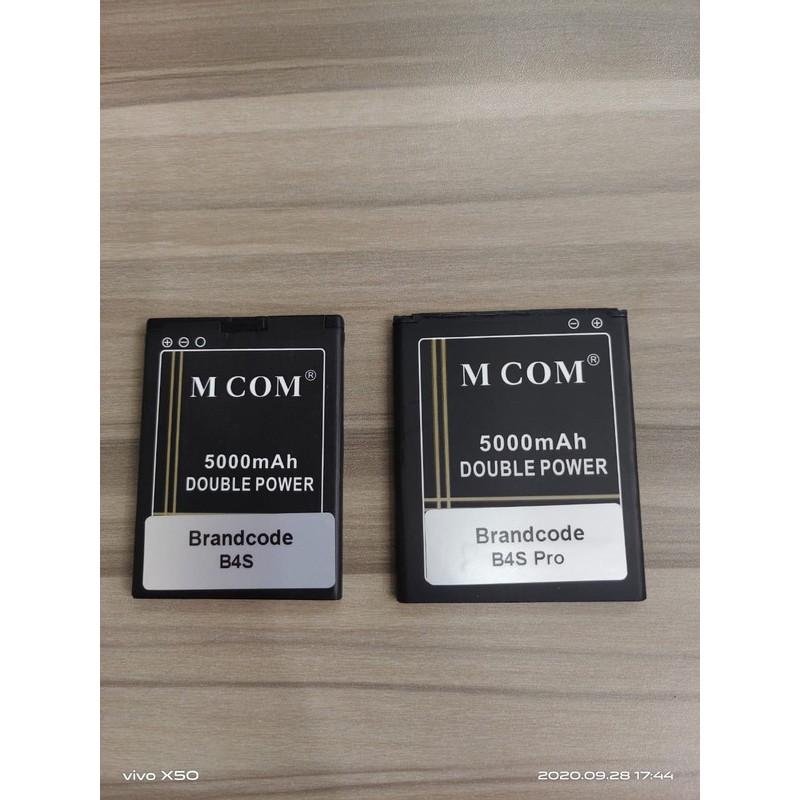 ⊕ ⊖ ○
M COM®
5000mAh
DOUBLE POWER
Brandcode
B4S
⊖ ⊕
M COM®
5000mAh
DOUBLE POWER
Brandcode
B4S Pro
vivo X50
2020.09.28 17:44